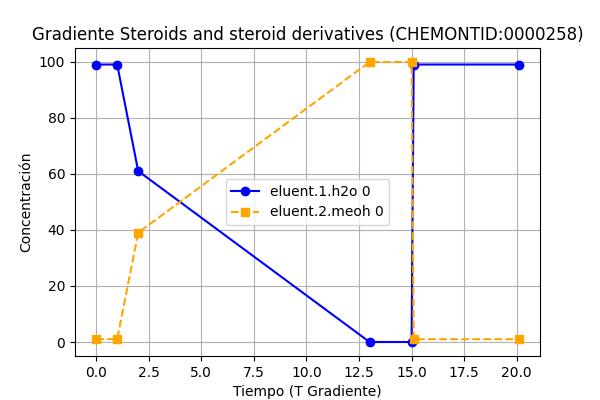 Gradiente Steroids and steroid derivatives (CHEMONTID:0000258)
100
80
60
40
20
0
Concentración
eluent.1.h2o 0
eluent.2.meoh 0
0.0 2.5 5.0 7.5 10.0 12.5 15.0 17.5 20.0
Tiempo (T Gradiente)